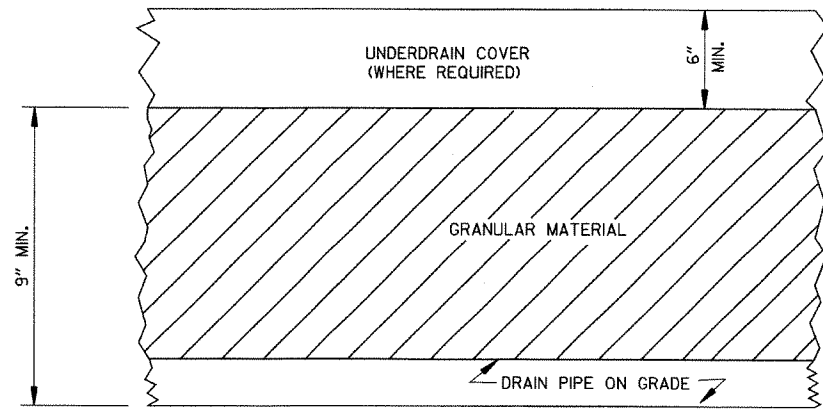 UNDERDRAIN COVER
(WHERE REQUIRED)
6" MIN.
9" MIN.
GRANULAR MATERIAL
DRAIN PIPE ON GRADE